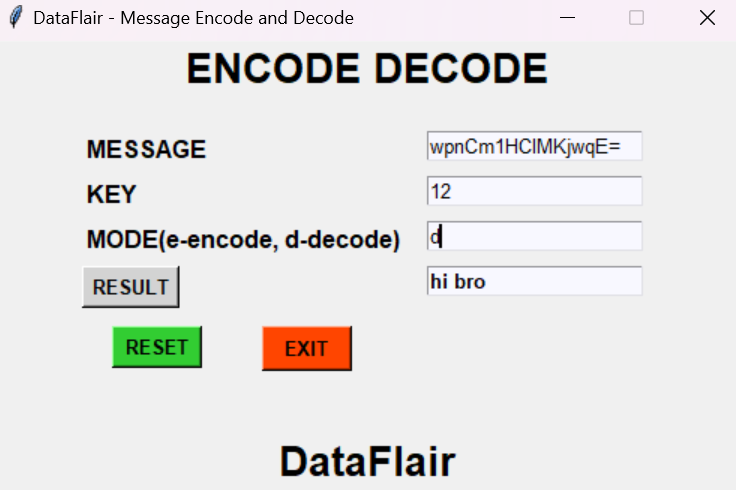 DataFlair - Message Encode and Decode
ENCODE DECODE
MESSAGE wpnCm1HClMKjwqE=
KEY 12
MODE(e-encode, d-decode) d
RESULT hi bro
RESET EXIT
DataFlair